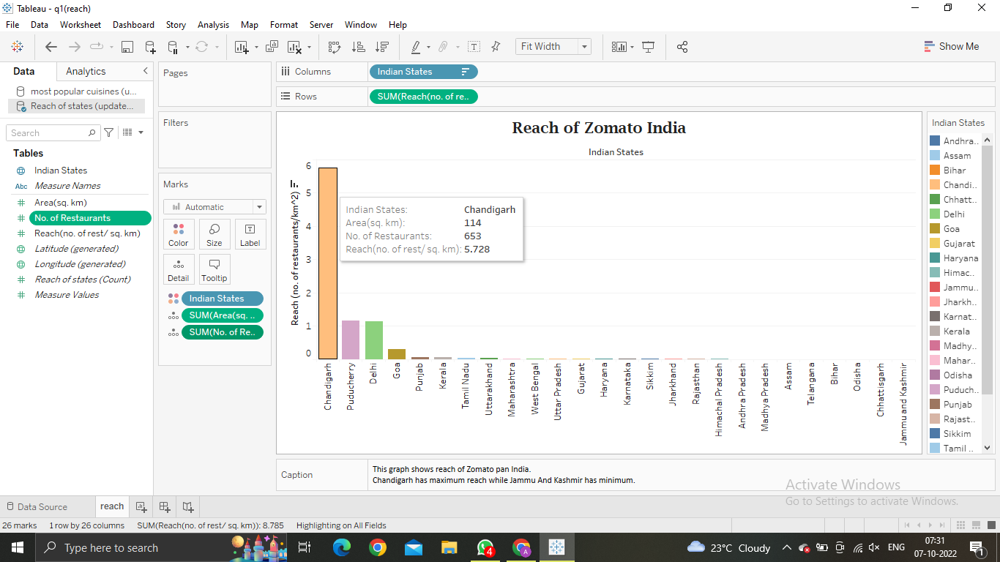 Tableau - q1(reach)
File Data Worksheet Dashboard Story Analysis Map Format Server Window Help
Fit Width
Show Me
Data Analytics
most popular cuisines (u...
Reach of states (update...
Search
Tables
Indian States
Abc Measure Names
Area(sq. km)
No. of Restaurants
Reach(no. of rest/ sq. km)
Latitude (generated)
Longitude (generated)
Reach of states (Count)
Measure Values
Pages
Filters
Marks
Automatic
Color Size Label
Detail Tooltip
Indian States
SUM(Area(sq. ..
SUM(No. of Re..
Columns Indian States
Rows SUM(Reach(no. of re..
Reach of Zomato India
Indian States
Reach (no. of restaurants/km^2)
6
5
4
3
2
1
0
Indian States: Chandigarh
Area(sq. km): 114
No. of Restaurants: 653
Reach(no. of rest/ sq. km): 5.728
Chandigarh
Puducherry
Delhi
Goa
Punjab
Kerala
Tamil Nadu
Uttarakhand
Maharashtra
West Bengal
Uttar Pradesh
Gujarat
Haryana
Karnataka
Sikkim
Jharkhand
Rajasthan
Himachal Pradesh
Andhra Pradesh
Madhya Pradesh
Assam
Telangana
Bihar
Odisha
Chhattisgarh
Jammu and Kashmir
Indian States
Andhra..
Assam
Bihar
Chandi..
Chhatt..
Delhi
Goa
Gujarat
Haryana
Himac..
Jammu..
Jharkh..
Karnat..
Kerala
Madhy..
Mahar..
Odisha
Puduch..
Punjab
Rajast..
Sikkim
Tamil ..
Caption
This graph shows reach of Zomato pan India.
Chandigarh has maximum reach while Jammu And Kashmir has minimum.
Activate Windows
Go to Settings to activate Windows.
Data Source reach
26 marks 1 row by 26 columns SUM(Reach(no. of rest/ sq. km)): 8.785 Highlighting on All Fields
Type here to search
4
A
23°C Cloudy
ENG
07:31
07-10-2022
1